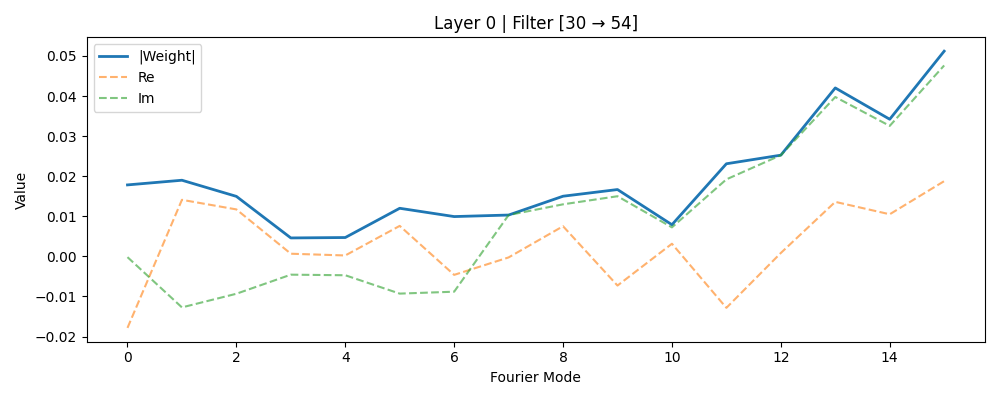 Layer 0 | Filter [30 → 54]
|Weight|
Re
Im
0.05
0.04
0.03
0.02
0.01
0.00
−0.01
−0.02
Value
0 2 4 6 8 10 12 14
Fourier Mode